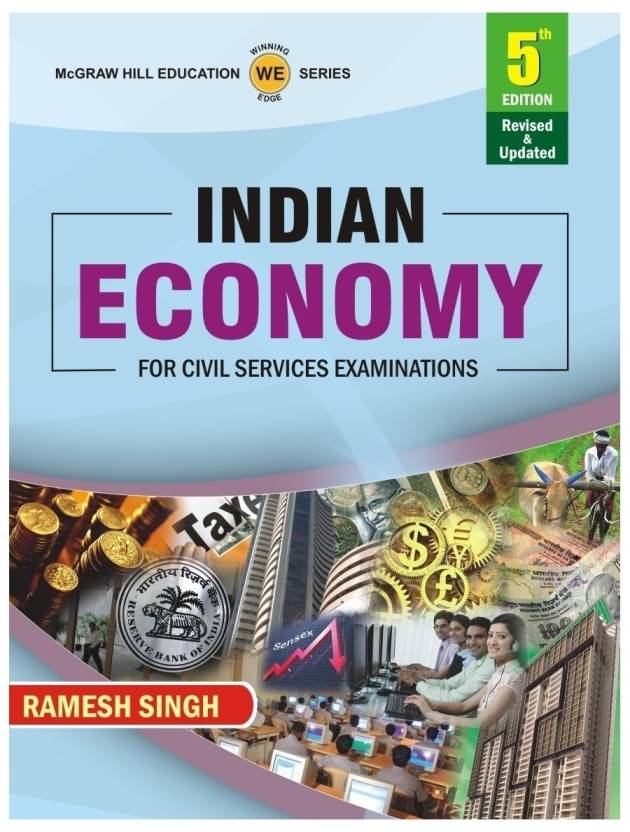 McGRAW HILL EDUCATION
WINNING
WE
EDGE
SERIES
5th
EDITION
Revised
&
Updated
INDIAN
ECONOMY
FOR CIVIL SERVICES EXAMINATIONS
Tax
$
¥
£
भारतीय रिज़र्व बैंक
RESERVE BANK OF INDIA
Sensex
RAMESH SINGH